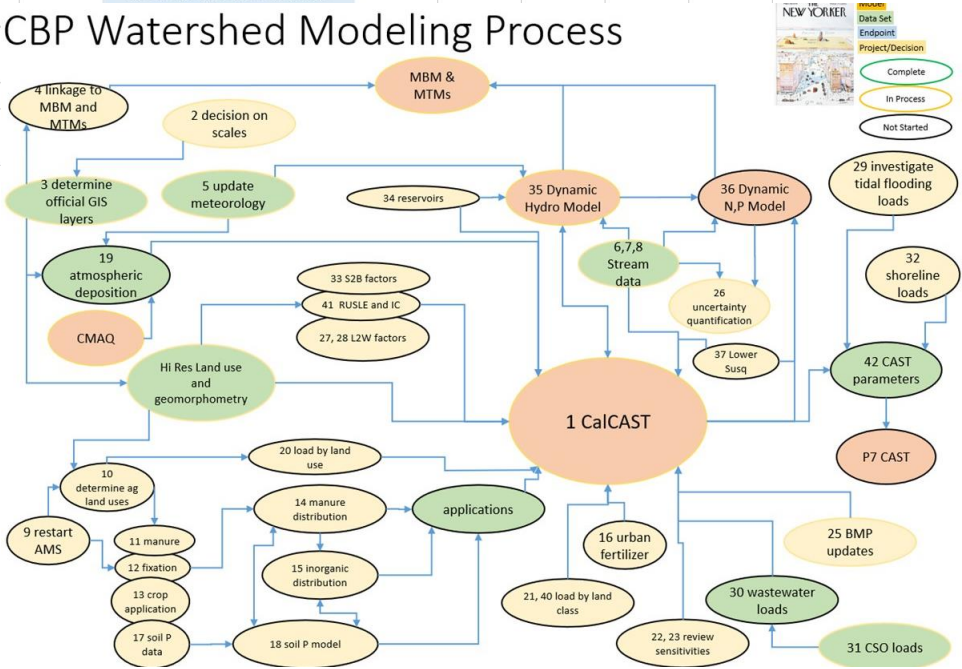 CBP Watershed Modeling Process
THE
NEW YORKER
Model
Data Set
Endpoint
Project/Decision
Complete
In Process
Not Started
MBM &
MTMs
4 linkage to
MBM and
MTMs
2 decision on
scales
3 determine
official GIS
layers
5 update
meteorology
34 reservoirs
35 Dynamic
Hydro Model
36 Dynamic
N,P Model
29 investigate
tidal flooding
loads
19
atmospheric
deposition
6,7,8
Stream
data
32
shoreline
loads
33 S2B factors
41 RUSLE and IC
27, 28 L2W factors
26
uncertainty
quantification
CMAQ
37 Lower
Susq
42 CAST
parameters
Hi Res Land use
and
geomorphometry
1 CalCAST
P7 CAST
20 load by land
use
10
determine ag
land uses
14 manure
distribution
applications
9 restart
AMS
11 manure
12 fixation
13 crop
application
17 soil P
data
15 inorganic
distribution
18 soil P model
16 urban
fertilizer
21, 40 load by land
class
22, 23 review
sensitivities
25 BMP
updates
30 wastewater
loads
31 CSO loads